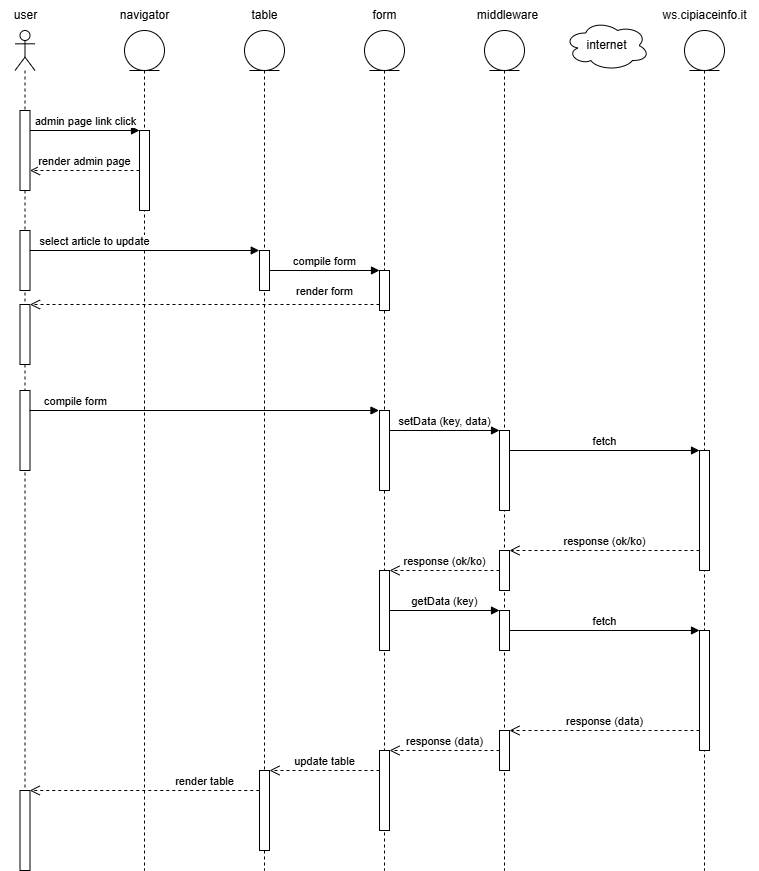 user
navigator
table
form
middleware
ws.cipiaceinfo.it
internet
admin page link click
render admin page
select article to update
compile form
render form
compile form
setData (key, data)
fetch
response (ok/ko)
response (ok/ko)
getData (key)
fetch
response (data)
response (data)
update table
render table